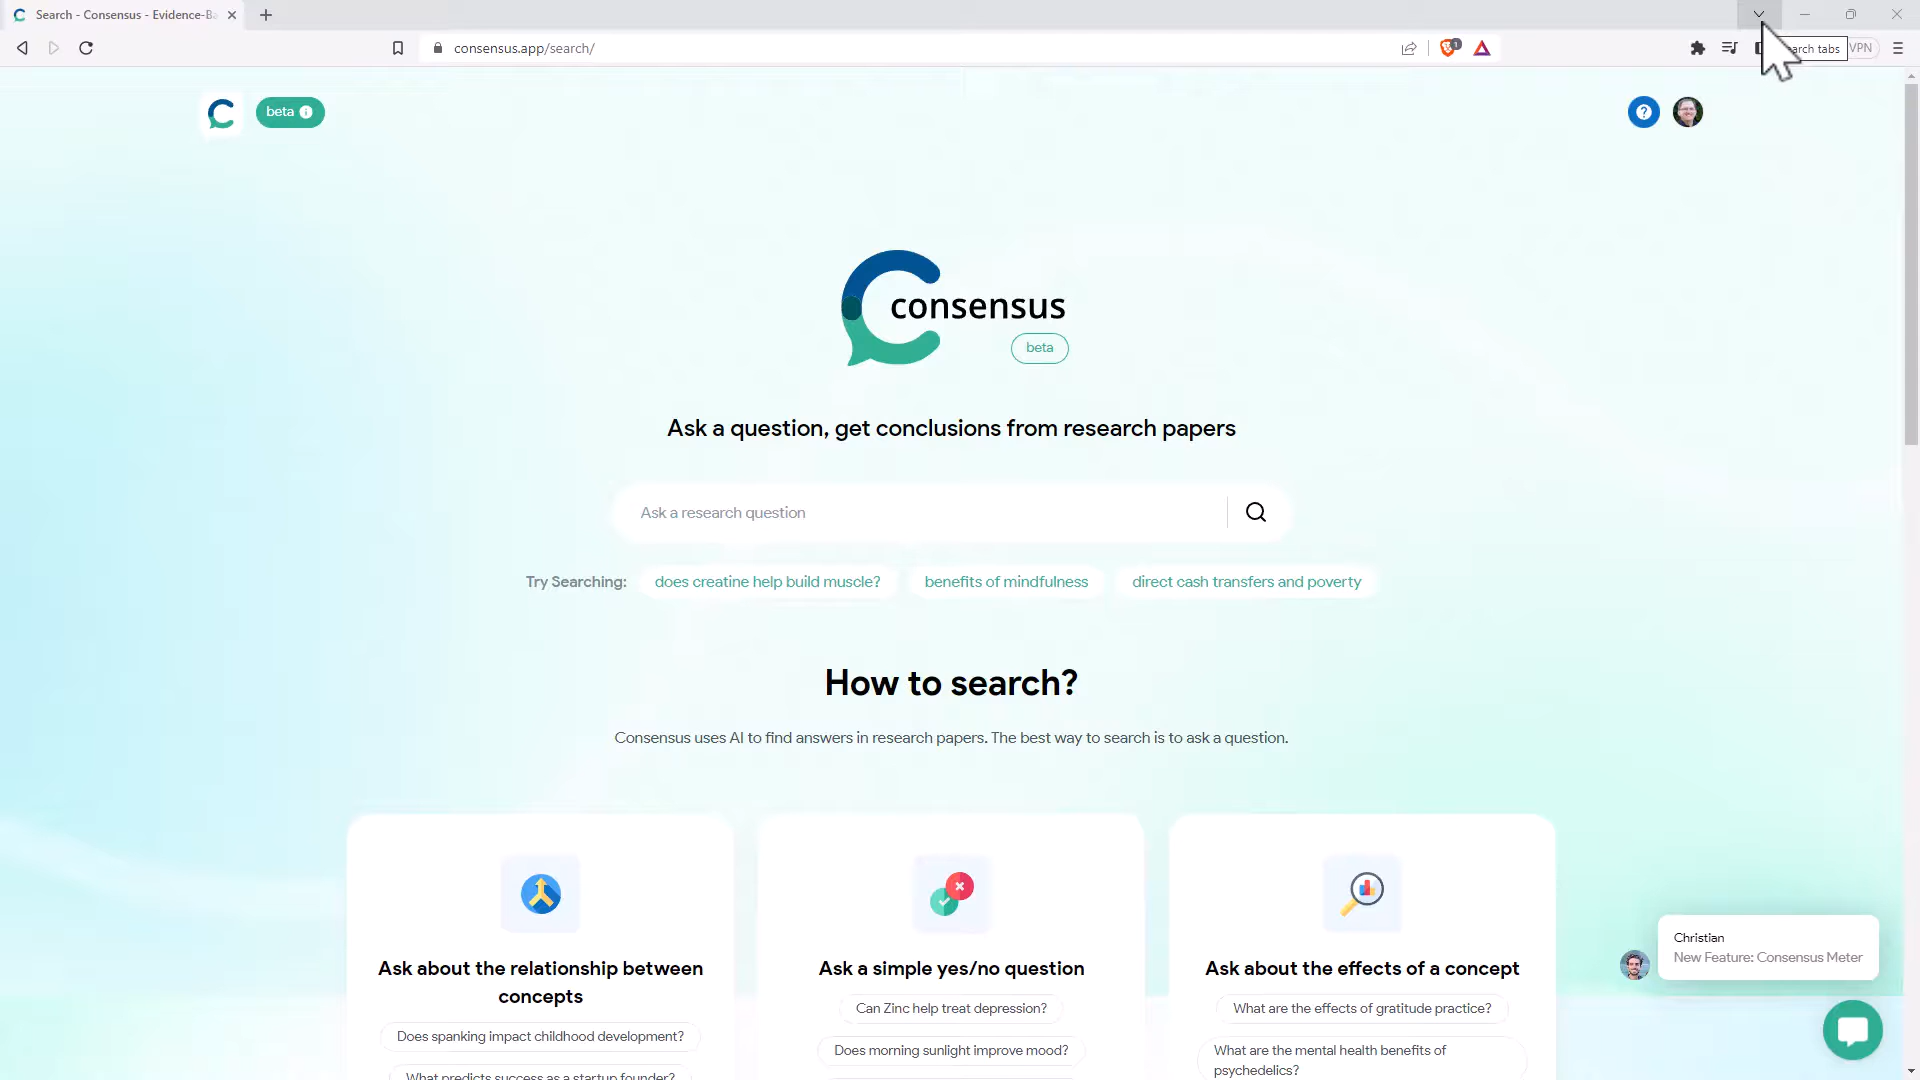 Search - Consensus - Evidence-Ba
consensus.app/search/
1
arch tabs
VPN
beta
?
consensus
beta
Ask a question, get conclusions from research papers
Ask a research question
Try Searching:
does creatine help build muscle?
benefits of mindfulness
direct cash transfers and poverty
How to search?
Consensus uses AI to find answers in research papers. The best way to search is to ask a question.
Ask about the relationship between
concepts
Does spanking impact childhood development?
What predicts success as a startup founder?
Ask a simple yes/no question
Can Zinc help treat depression?
Does morning sunlight improve mood?
Ask about the effects of a concept
What are the effects of gratitude practice?
What are the mental health benefits of
psychedelics?
Christian
New Feature: Consensus Meter